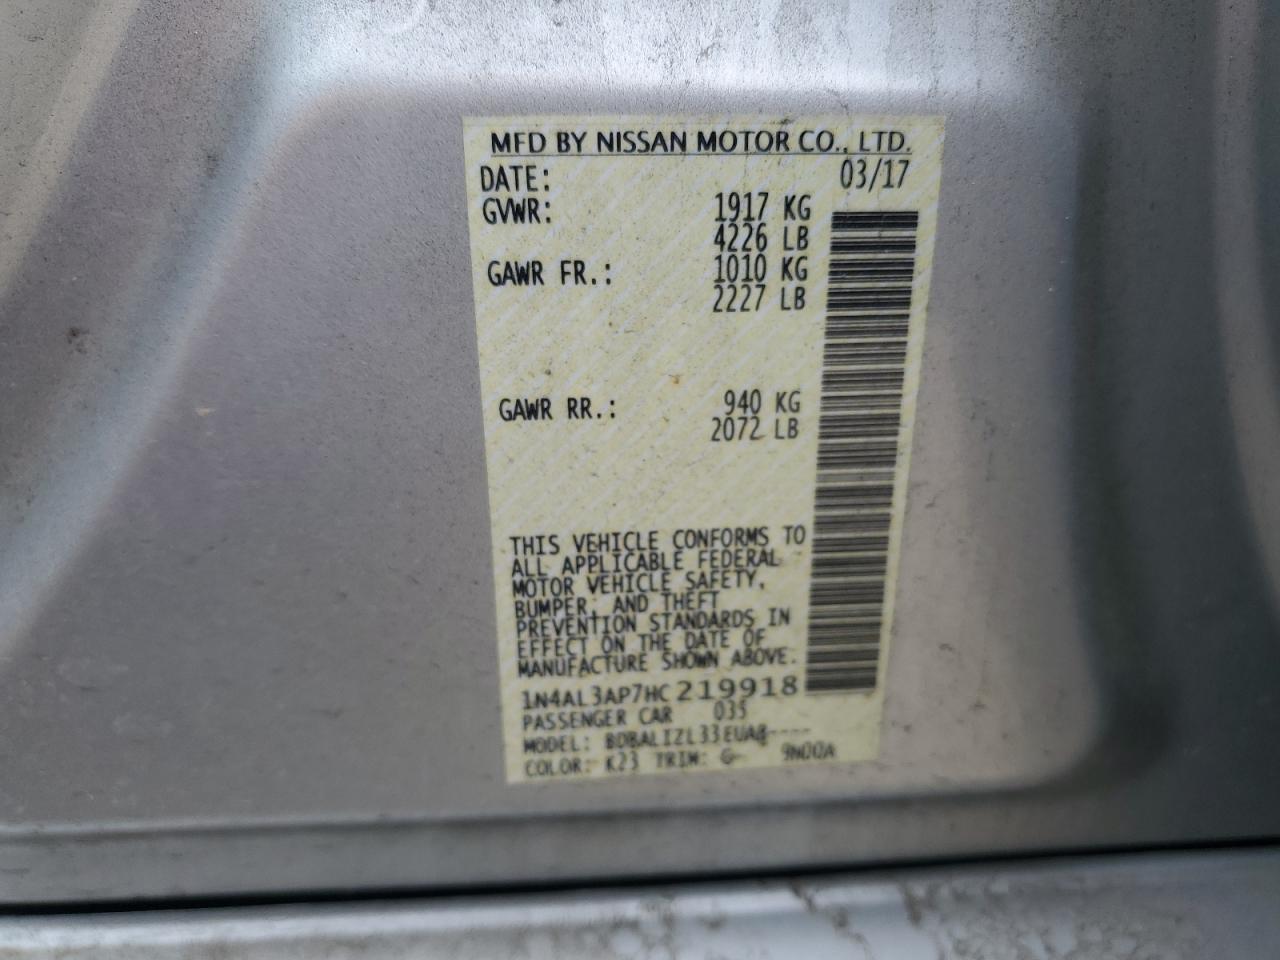 MFD BY NISSAN MOTOR CO., LTD.
DATE: 03/17
GVWR: 1917 KG
4226 LB
GAWR FR.: 1010 KG
2227 LB
GAWR RR.: 940 KG
2072 LB
THIS VEHICLE CONFORMS TO
ALL APPLICABLE FEDERAL
MOTOR VEHICLE SAFETY,
BUMPER, AND THEFT
PREVENTION STANDARDS IN
EFFECT ON THE DATE OF
MANUFACTURE SHOWN ABOVE.
1N4AL3AP7HC219918
PASSENGER CAR 035
MODEL:
COLOR: K23 TRIM: G